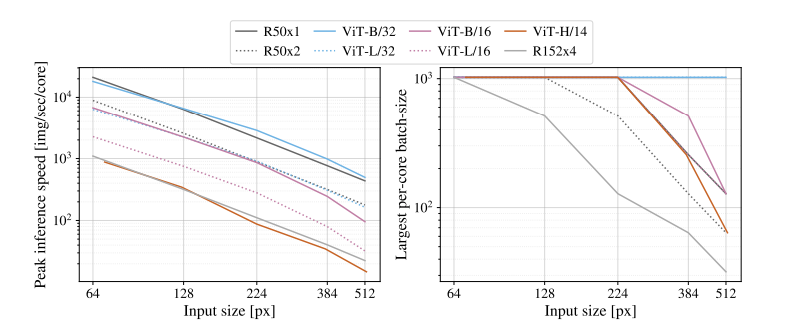 R50x1 ViT-B/32 ViT-B/16 ViT-H/14
R50x2 ViT-L/32 ViT-L/16 R152x4
Peak inference speed [img/sec/core]
10^4
10^3
10^2
64 128 224 384 512
Input size [px]
Largest per-core batch-size
10^3
10^2
64 128 224 384 512
Input size [px]